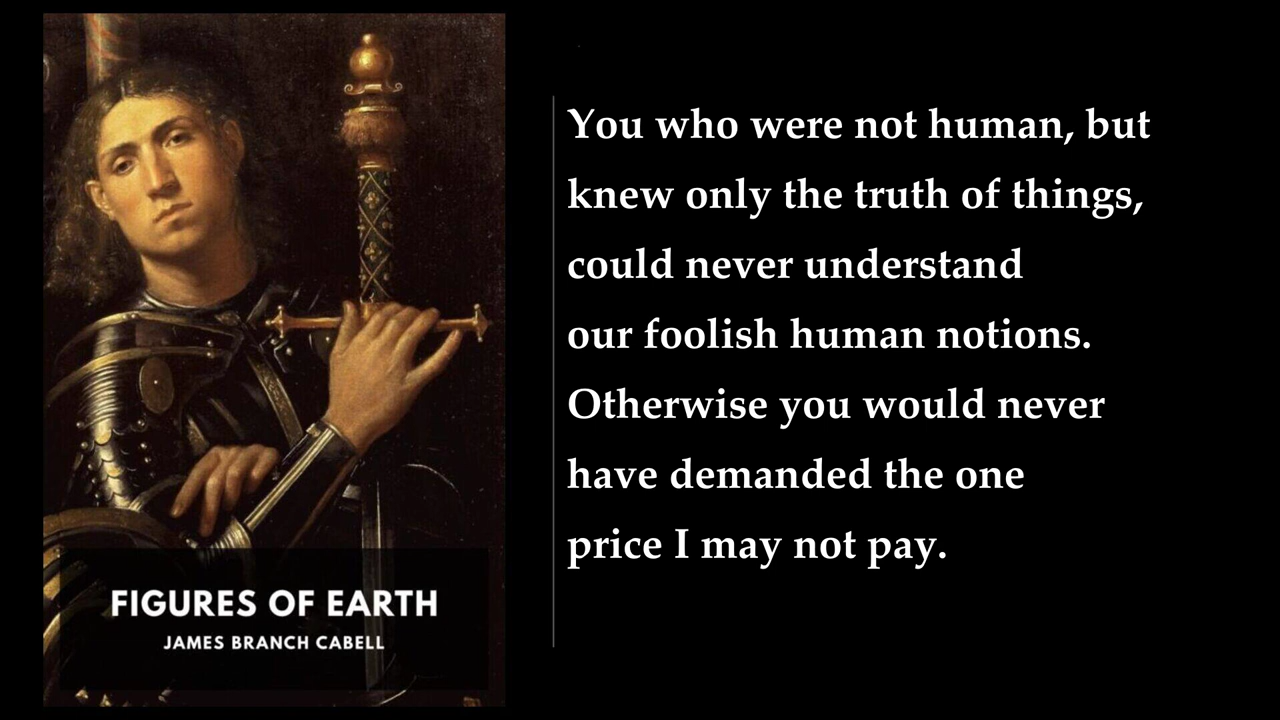 FIGURES OF EARTH
JAMES BRANCH CABELL
You who were not human, but
knew only the truth of things,
could never understand
our foolish human notions.
Otherwise you would never
have demanded the one
price I may not pay.